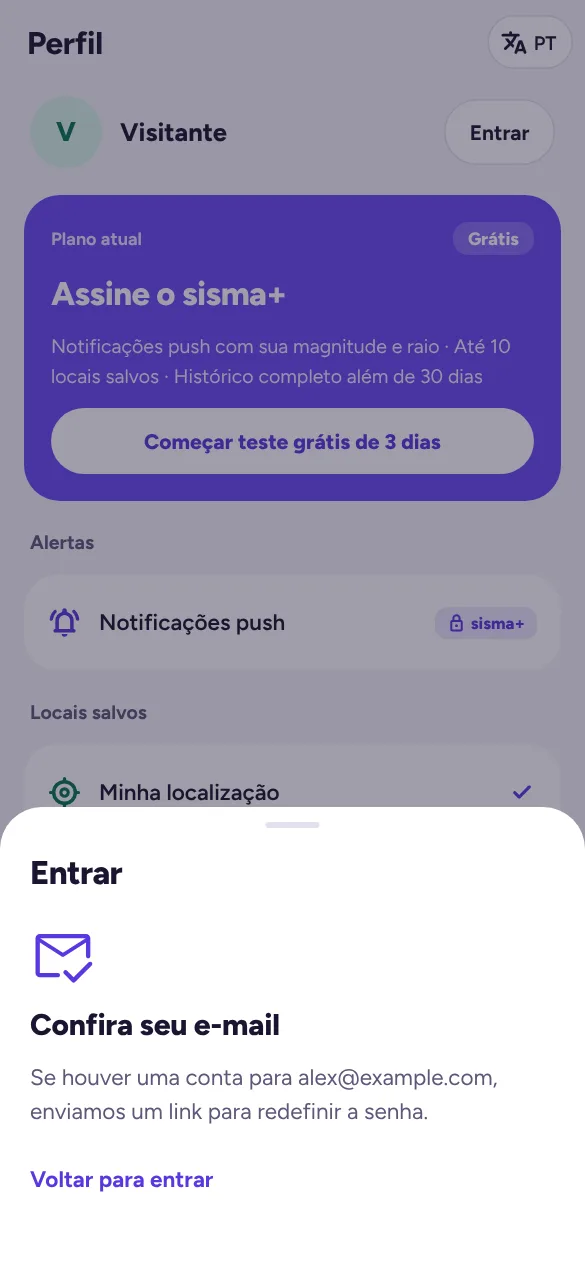 Perfil
PT
V
Visitante
Entrar
Plano atual
Grátis
Assine o sisma+
Notificações push com sua magnitude e raio · Até 10
locais salvos · Histórico completo além de 30 dias
Começar teste grátis de 3 dias
Alertas
Notificações push
sisma+
Locais salvos
Minha localização
Entrar
Confira seu e-mail
Se houver uma conta para alex@example.com,
enviamos um link para redefinir a senha.
Voltar para entrar